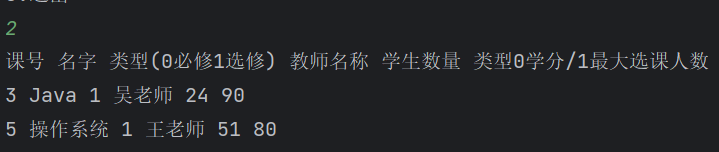 2
课号 名字 类型(0必修1选修) 教师名称 学生数量 类型0学分/1最大选课人数
3 Java 1 吴老师 24 90
5 操作系统 1 王老师 51 80